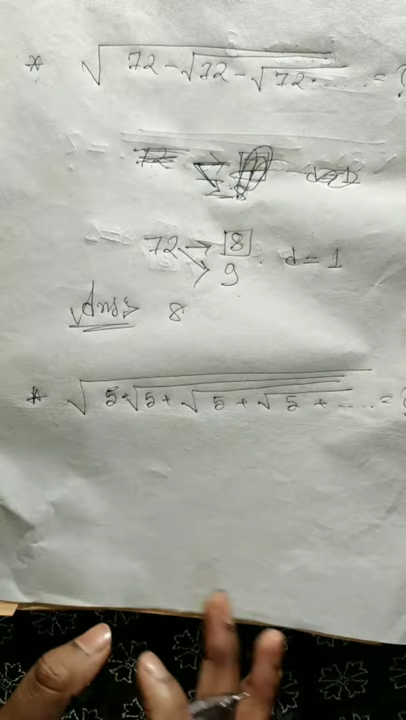 * √72-√72-√72..... = ?
72 → 8
9 . d = 1
Ans> 8
* √5+√5+√5+√5+.... = ?